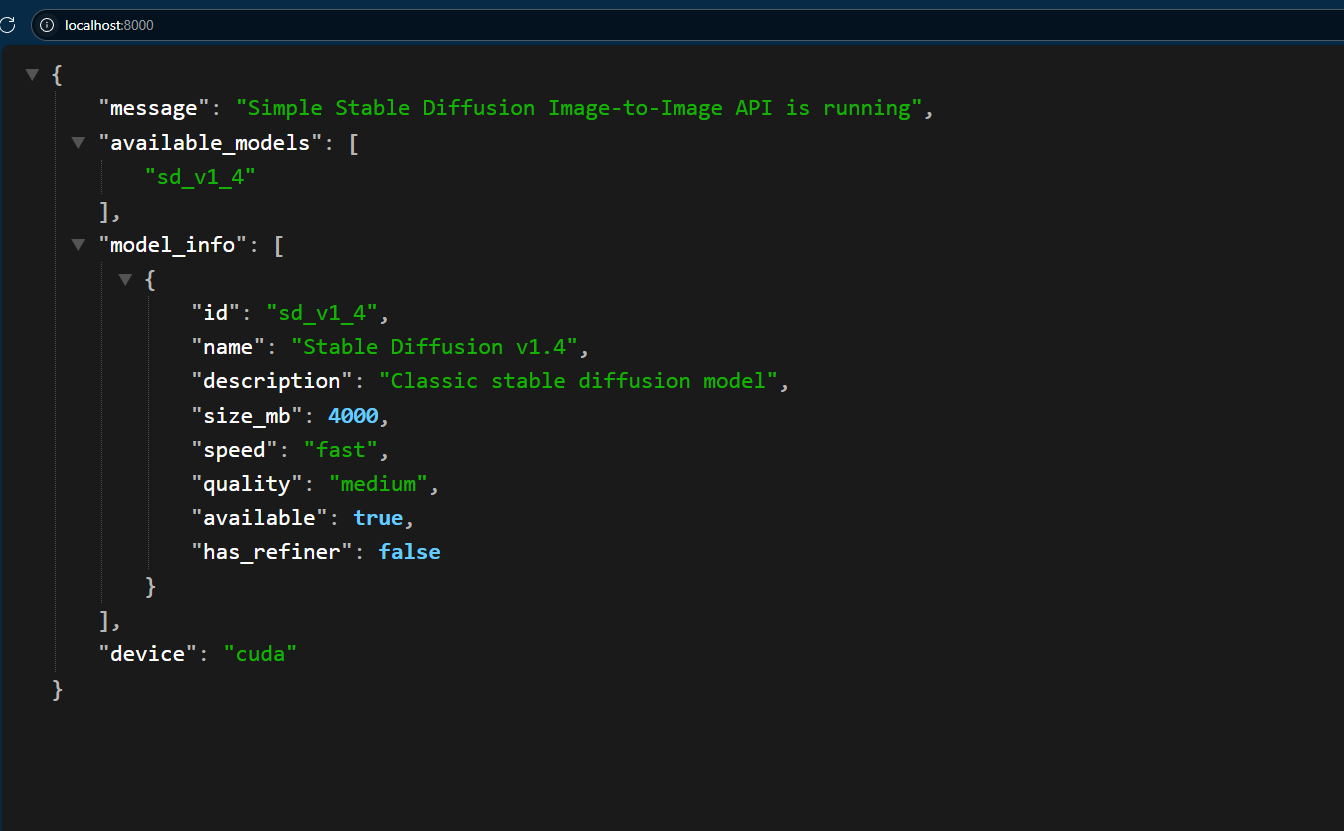 localhost:8000
{
"message": "Simple Stable Diffusion Image-to-Image API is running",
"available_models": [
"sd_v1_4"
],
"model_info": [
{
"id": "sd_v1_4",
"name": "Stable Diffusion v1.4",
"description": "Classic stable diffusion model",
"size_mb": 4000,
"speed": "fast",
"quality": "medium",
"available": true,
"has_refiner": false
}
],
"device": "cuda"
}